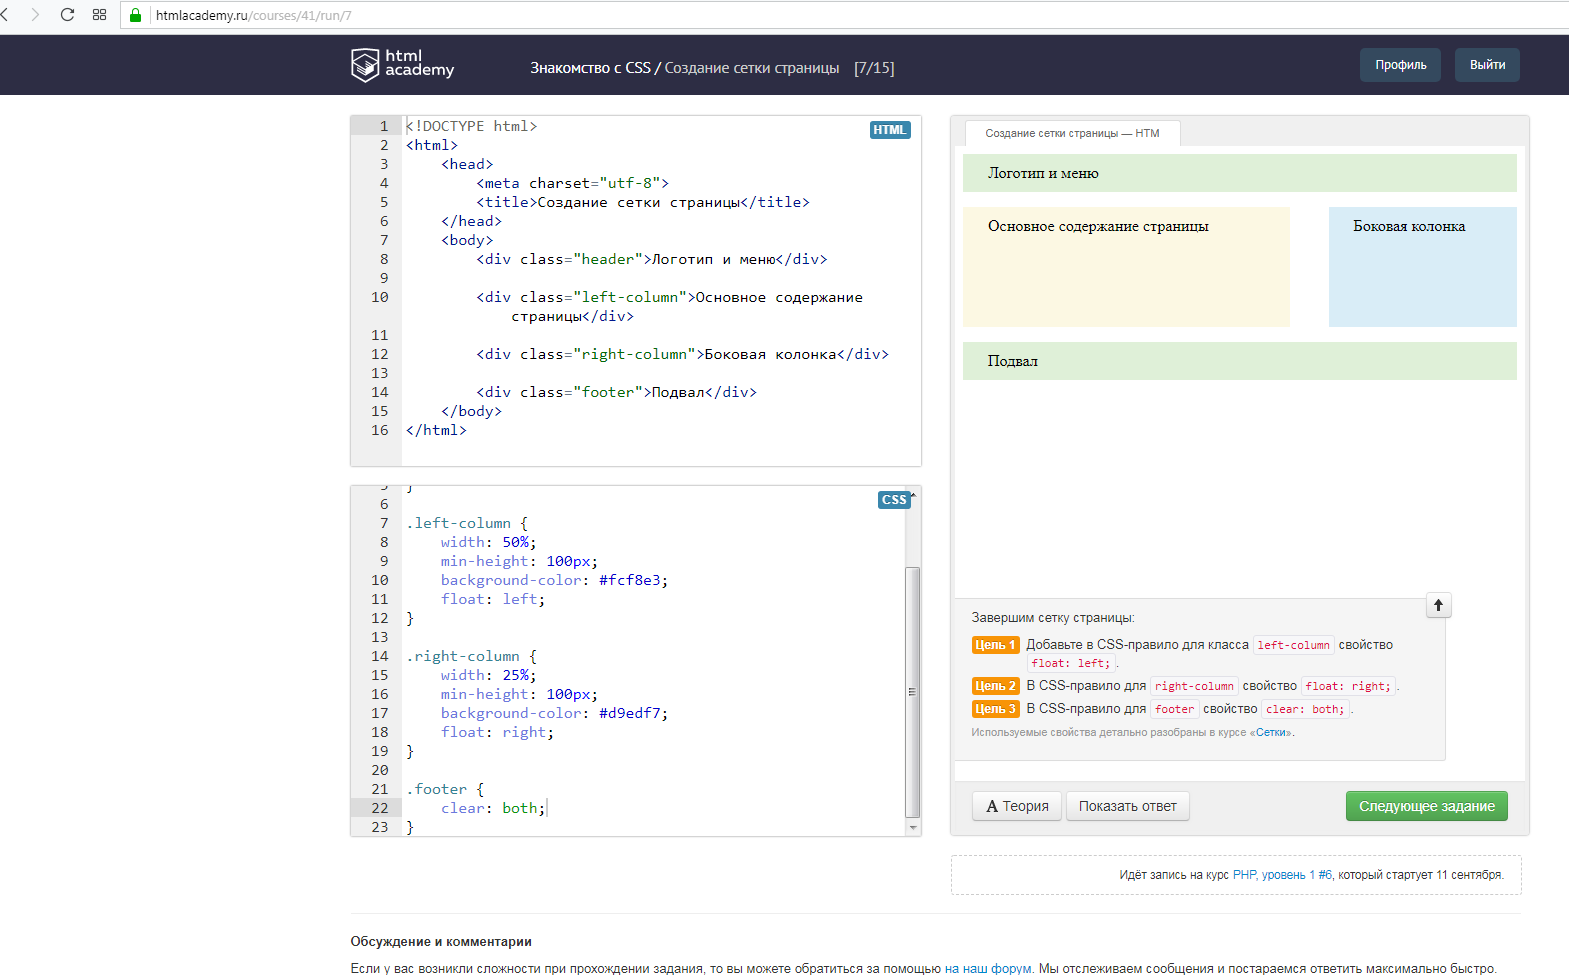 htmlacademy.ru/courses/41/run/7
html
academy
Знакомство с CSS / Создание сетки страницы [7/15]
Профиль
Выйти
HTML
1 <!DOCTYPE html>
2 <html>
3 <head>
4 <meta charset="utf-8">
5 <title>Создание сетки страницы</title>
6 </head>
7 <body>
8 <div class="header">Логотип и меню</div>
9
10 <div class="left-column">Основное содержание
страницы</div>
11
12 <div class="right-column">Боковая колонка</div>
13
14 <div class="footer">Подвал</div>
15 </body>
16 </html>
CSS
5 }
6
7 .left-column {
8 width: 50%;
9 min-height: 100px;
10 background-color: #fcf8e3;
11 float: left;
12 }
13
14 .right-column {
15 width: 25%;
16 min-height: 100px;
17 background-color: #d9edf7;
18 float: right;
19 }
20
21 .footer {
22 clear: both;
23 }
Создание сетки страницы — HTM
Логотип и меню
Основное содержание страницы
Боковая колонка
Подвал
Завершим сетку страницы:
Цель 1 Добавьте в CSS-правило для класса left-column свойство
float: left; .
Цель 2 В CSS-правило для right-column свойство float: right; .
Цель 3 В CSS-правило для footer свойство clear: both; .
Используемые свойства детально разобраны в курсе «Сетки».
A Теория
Показать ответ
Следующее задание
Идёт запись на курс PHP, уровень 1 #6, который стартует 11 сентября.
Обсуждение и комментарии
Если у вас возникли сложности при прохождении задания, то вы можете обратиться за помощью на наш форум. Мы отслеживаем сообщения и постараемся ответить максимально быстро.